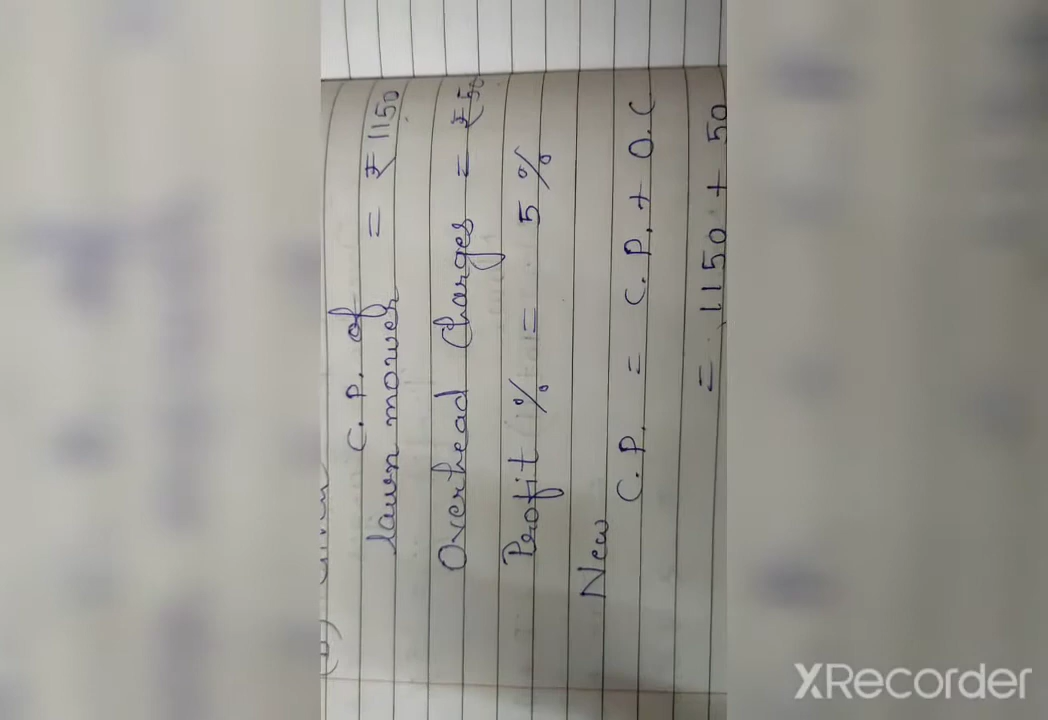 C. P. of
lawn mower = ₹ 1150
Overhead Charges = ₹ 50
Profit % = 5 %
New
C. P. = C. P. + O. C
= 1150 + 50
XRecorder